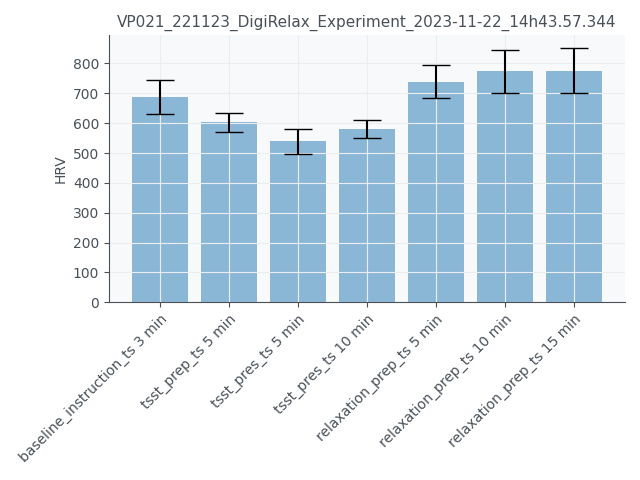 VP021_221123_DigiRelax_Experiment_2023-11-22_14h43.57.344
HRV
800
700
600
500
400
300
200
100
0
baseline_instruction_ts 3 min
tsst_prep_ts 5 min
tsst_pres_ts 5 min
tsst_pres_ts 10 min
relaxation_prep_ts 5 min
relaxation_prep_ts 10 min
relaxation_prep_ts 15 min